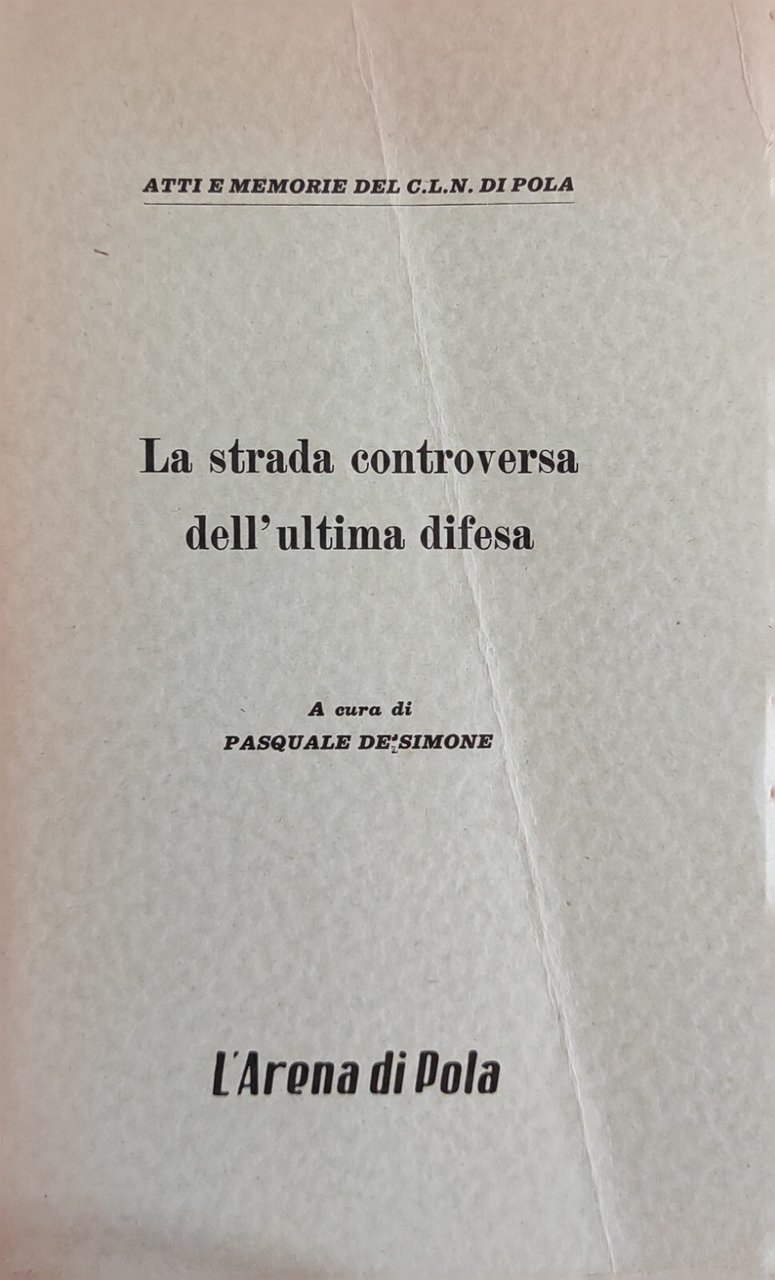 ATTI E MEMORIE DEL C.L.N. DI POLA
La strada controversa
dell'ultima difesa
A cura di
PASQUALE DE' SIMONE
L'Arena di Pola